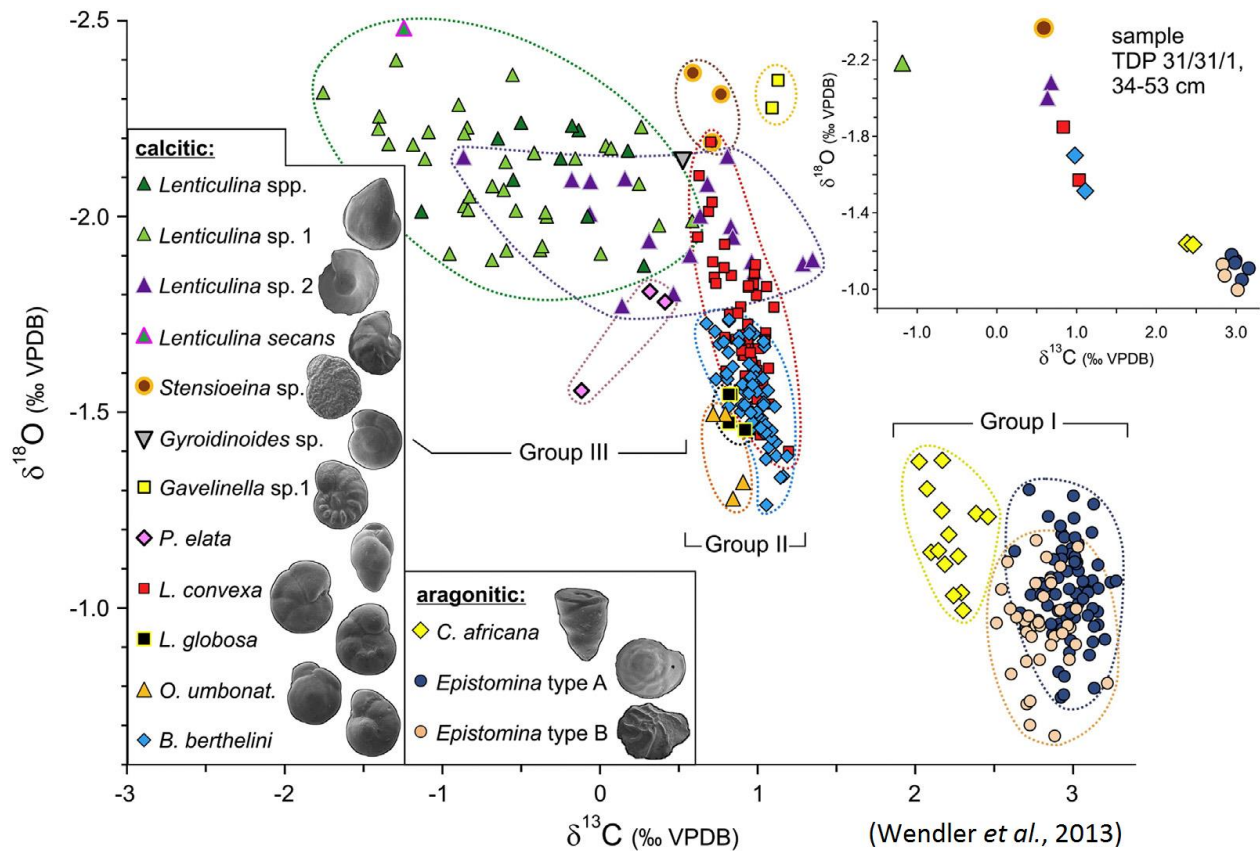 -2.5
-2.0
-1.5
-1.0
δ18O (‰ VPDB)
-3
-2
-1
0
1
2
3
δ13C (‰ VPDB)
calcitic:
Lenticulina spp.
Lenticulina sp. 1
Lenticulina sp. 2
Lenticulina secans
Stensioeina sp.
Gyroidinoides sp.
Gavelinella sp.1
P. elata
L. convexa
L. globosa
O. umbonat.
B. berthelini
aragonitic:
C. africana
Epistomina type A
Epistomina type B
Group III
Group II
Group I
sample
TDP 31/31/1,
34-53 cm
-2.2
-1.8
-1.4
-1.0
δ18O (‰ VPDB)
-1.0
0.0
1.0
2.0
3.0
δ13C (‰ VPDB)
(Wendler et al., 2013)